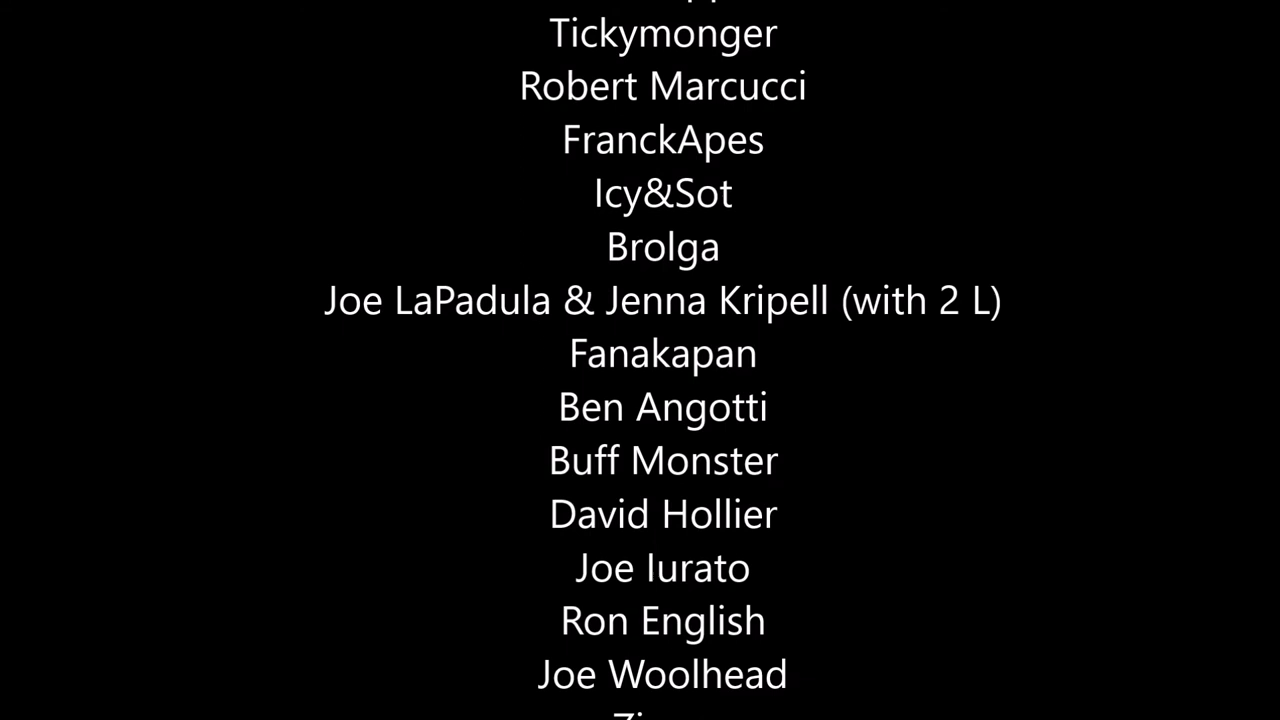 Tickymonger
Robert Marcucci
FranckApes
Icy&Sot
Brolga
Joe LaPadula & Jenna Kripell (with 2 L)
Fanakapan
Ben Angotti
Buff Monster
David Hollier
Joe Iurato
Ron English
Joe Woolhead